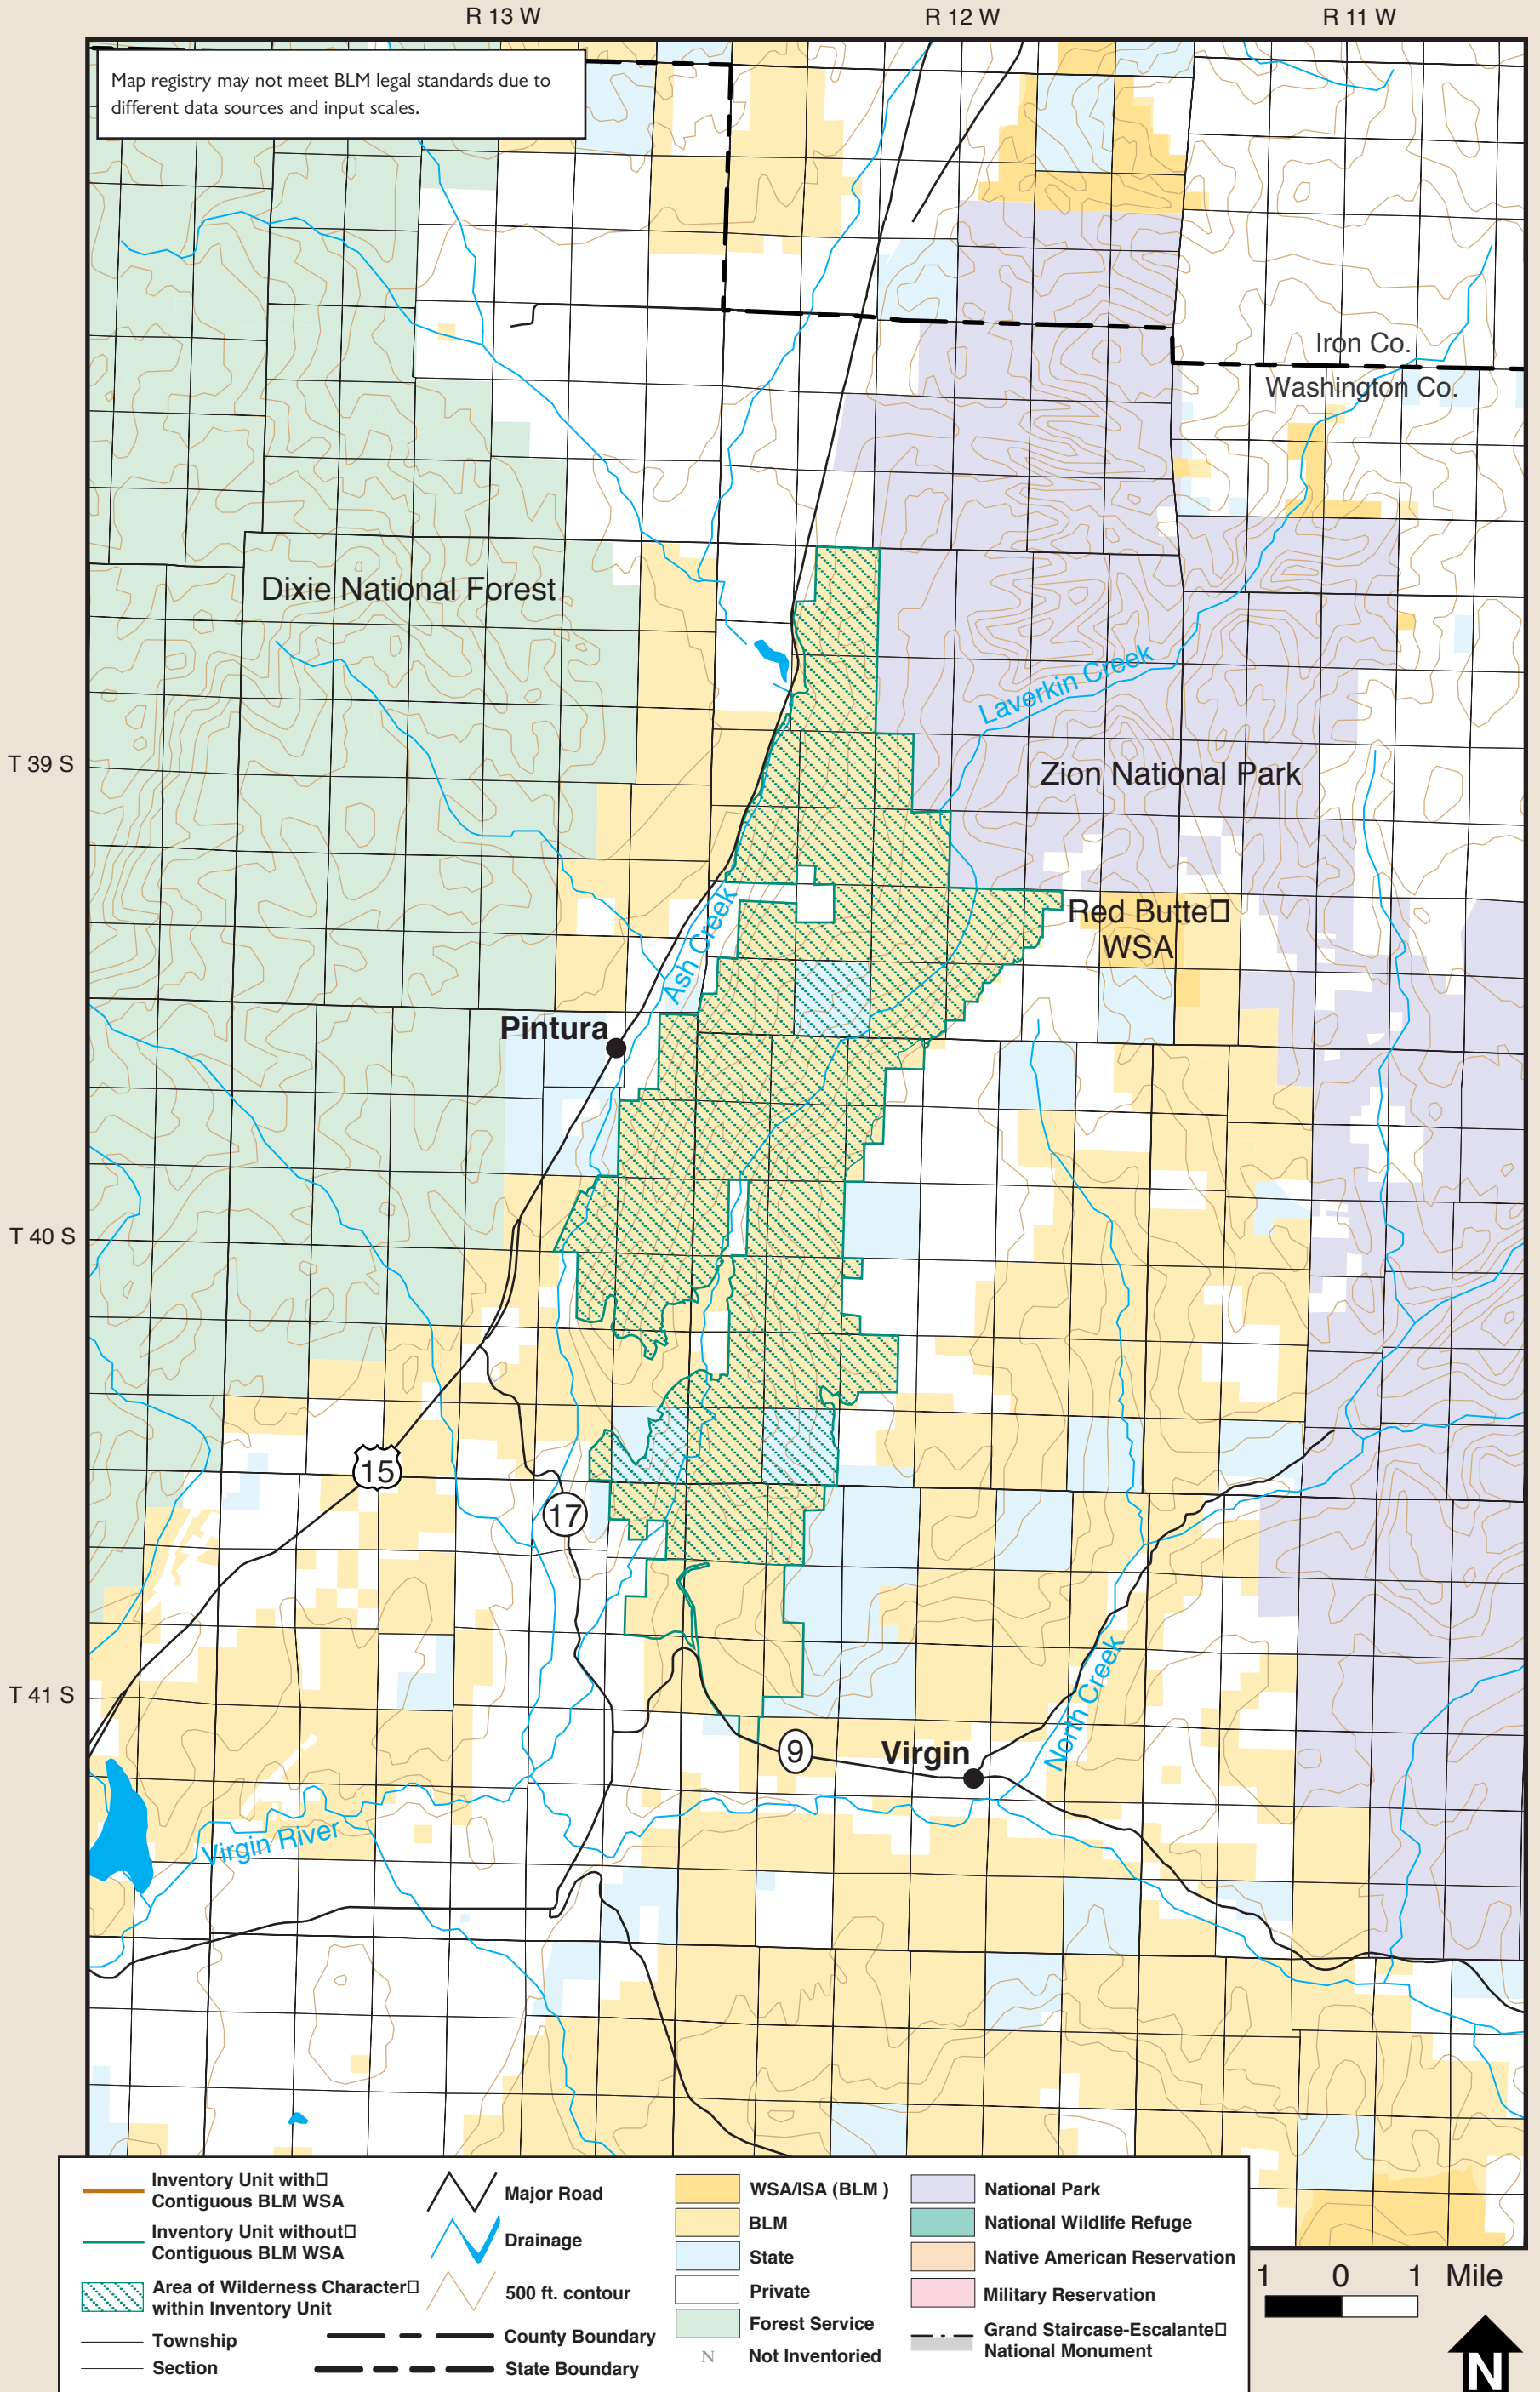 R 13 W
R 12 W
R 11 W
Map registry may not meet BLM legal standards due to
different data sources and input scales.
Iron Co.
Washington Co.
Dixie National Forest
Laverkin Creek
T 39 S
Zion National Park
Red Butte
WSA
Ash Creek
Pintura
T 40 S
15
17
North Creek
T 41 S
9
Virgin
Virgin River
Inventory Unit with
Contiguous BLM WSA
Inventory Unit without
Contiguous BLM WSA
Area of Wilderness Character
within Inventory Unit
Township
Section
Major Road
Drainage
500 ft. contour
County Boundary
State Boundary
WSA/ISA (BLM )
BLM
State
Private
Forest Service
N Not Inventoried
National Park
National Wildlife Refuge
Native American Reservation
Military Reservation
Grand Staircase-Escalante
National Monument
1 0 1 Mile
N